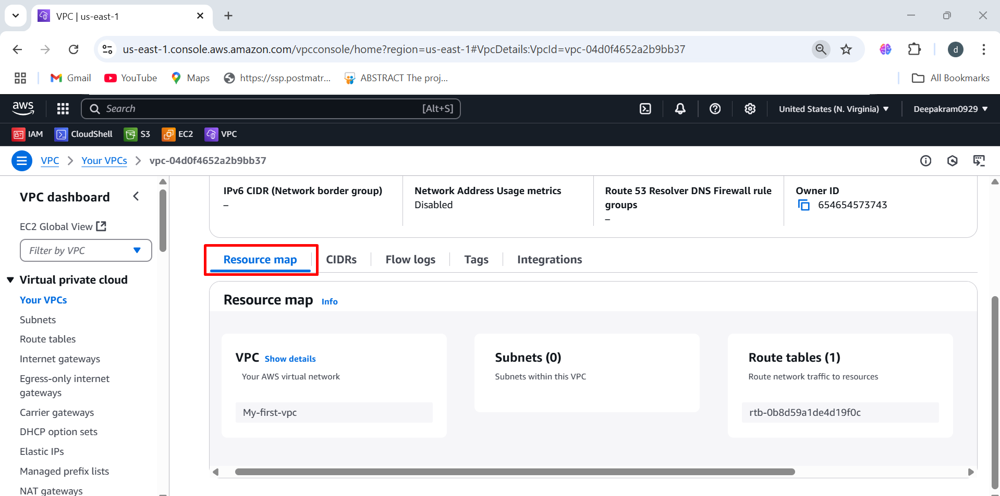 VPC | us-east-1
us-east-1.console.aws.amazon.com/vpcconsole/home?region=us-east-1#VpcDetails:VpcId=vpc-04d0f4652a2b9bb37
d
Gmail
YouTube
Maps
https://ssp.postmatr...
ABSTRACT The proj...
All Bookmarks
aws
Search
[Alt+S]
United States (N. Virginia)
Deepakram0929
IAM
CloudShell
S3
EC2
VPC
VPC
Your VPCs
vpc-04d0f4652a2b9bb37
VPC dashboard
EC2 Global View
Filter by VPC
Virtual private cloud
Your VPCs
Subnets
Route tables
Internet gateways
Egress-only internet
gateways
Carrier gateways
DHCP option sets
Elastic IPs
Managed prefix lists
NAT gateways
IPv6 CIDR (Network border group)
–
Network Address Usage metrics
Disabled
Route 53 Resolver DNS Firewall rule
groups
–
Owner ID
654654573743
Resource map
CIDRs
Flow logs
Tags
Integrations
Resource map Info
VPC Show details
Your AWS virtual network
My-first-vpc
Subnets (0)
Subnets within this VPC
Route tables (1)
Route network traffic to resources
rtb-0b8d59a1de4d19f0c